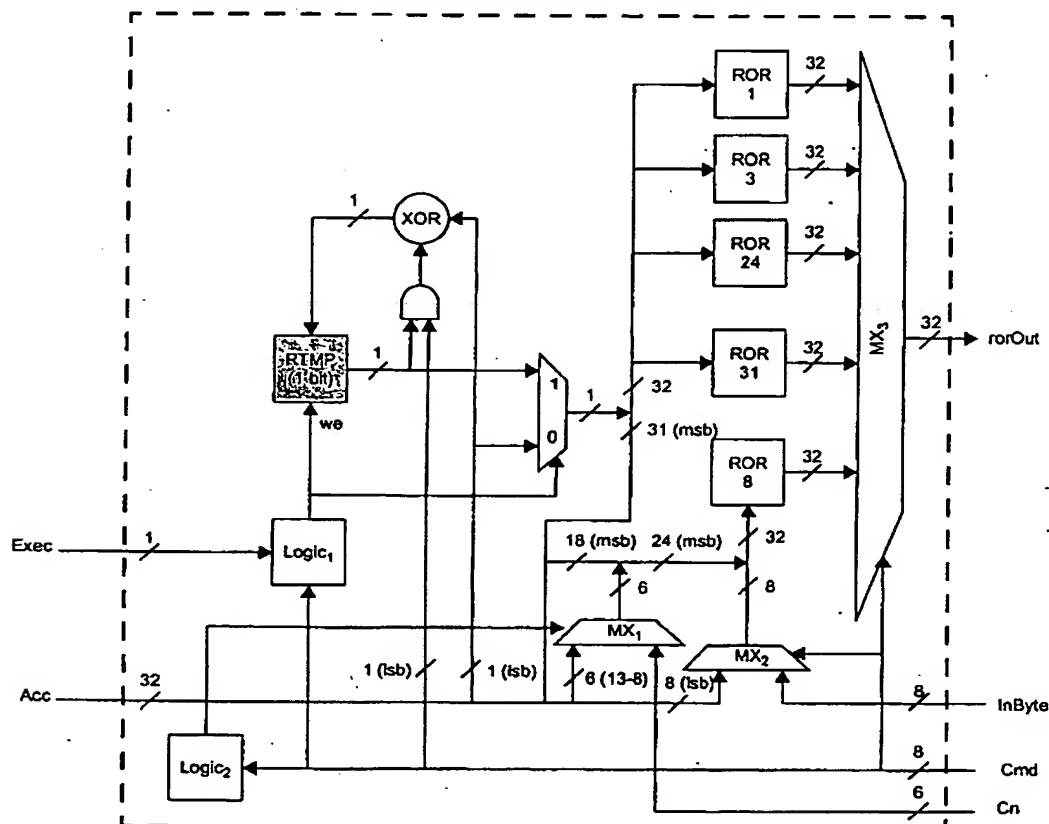 ROR
1
32
ROR
3
32
ROR
24
32
ROR
31
32
ROR
8
32
MX3
32
rorOut
1
XOR
RTMP
(1-bit)
1
we
1
0
1
32
31 (msb)
Exec
1
Logic1
18 (msb)
24 (msb)
32
6
8
MX1
MX2
1 (lsb)
1 (lsb)
6 (13-8)
8 (lsb)
Acc
32
8
InByte
Logic2
8
Cmd
6
Cn